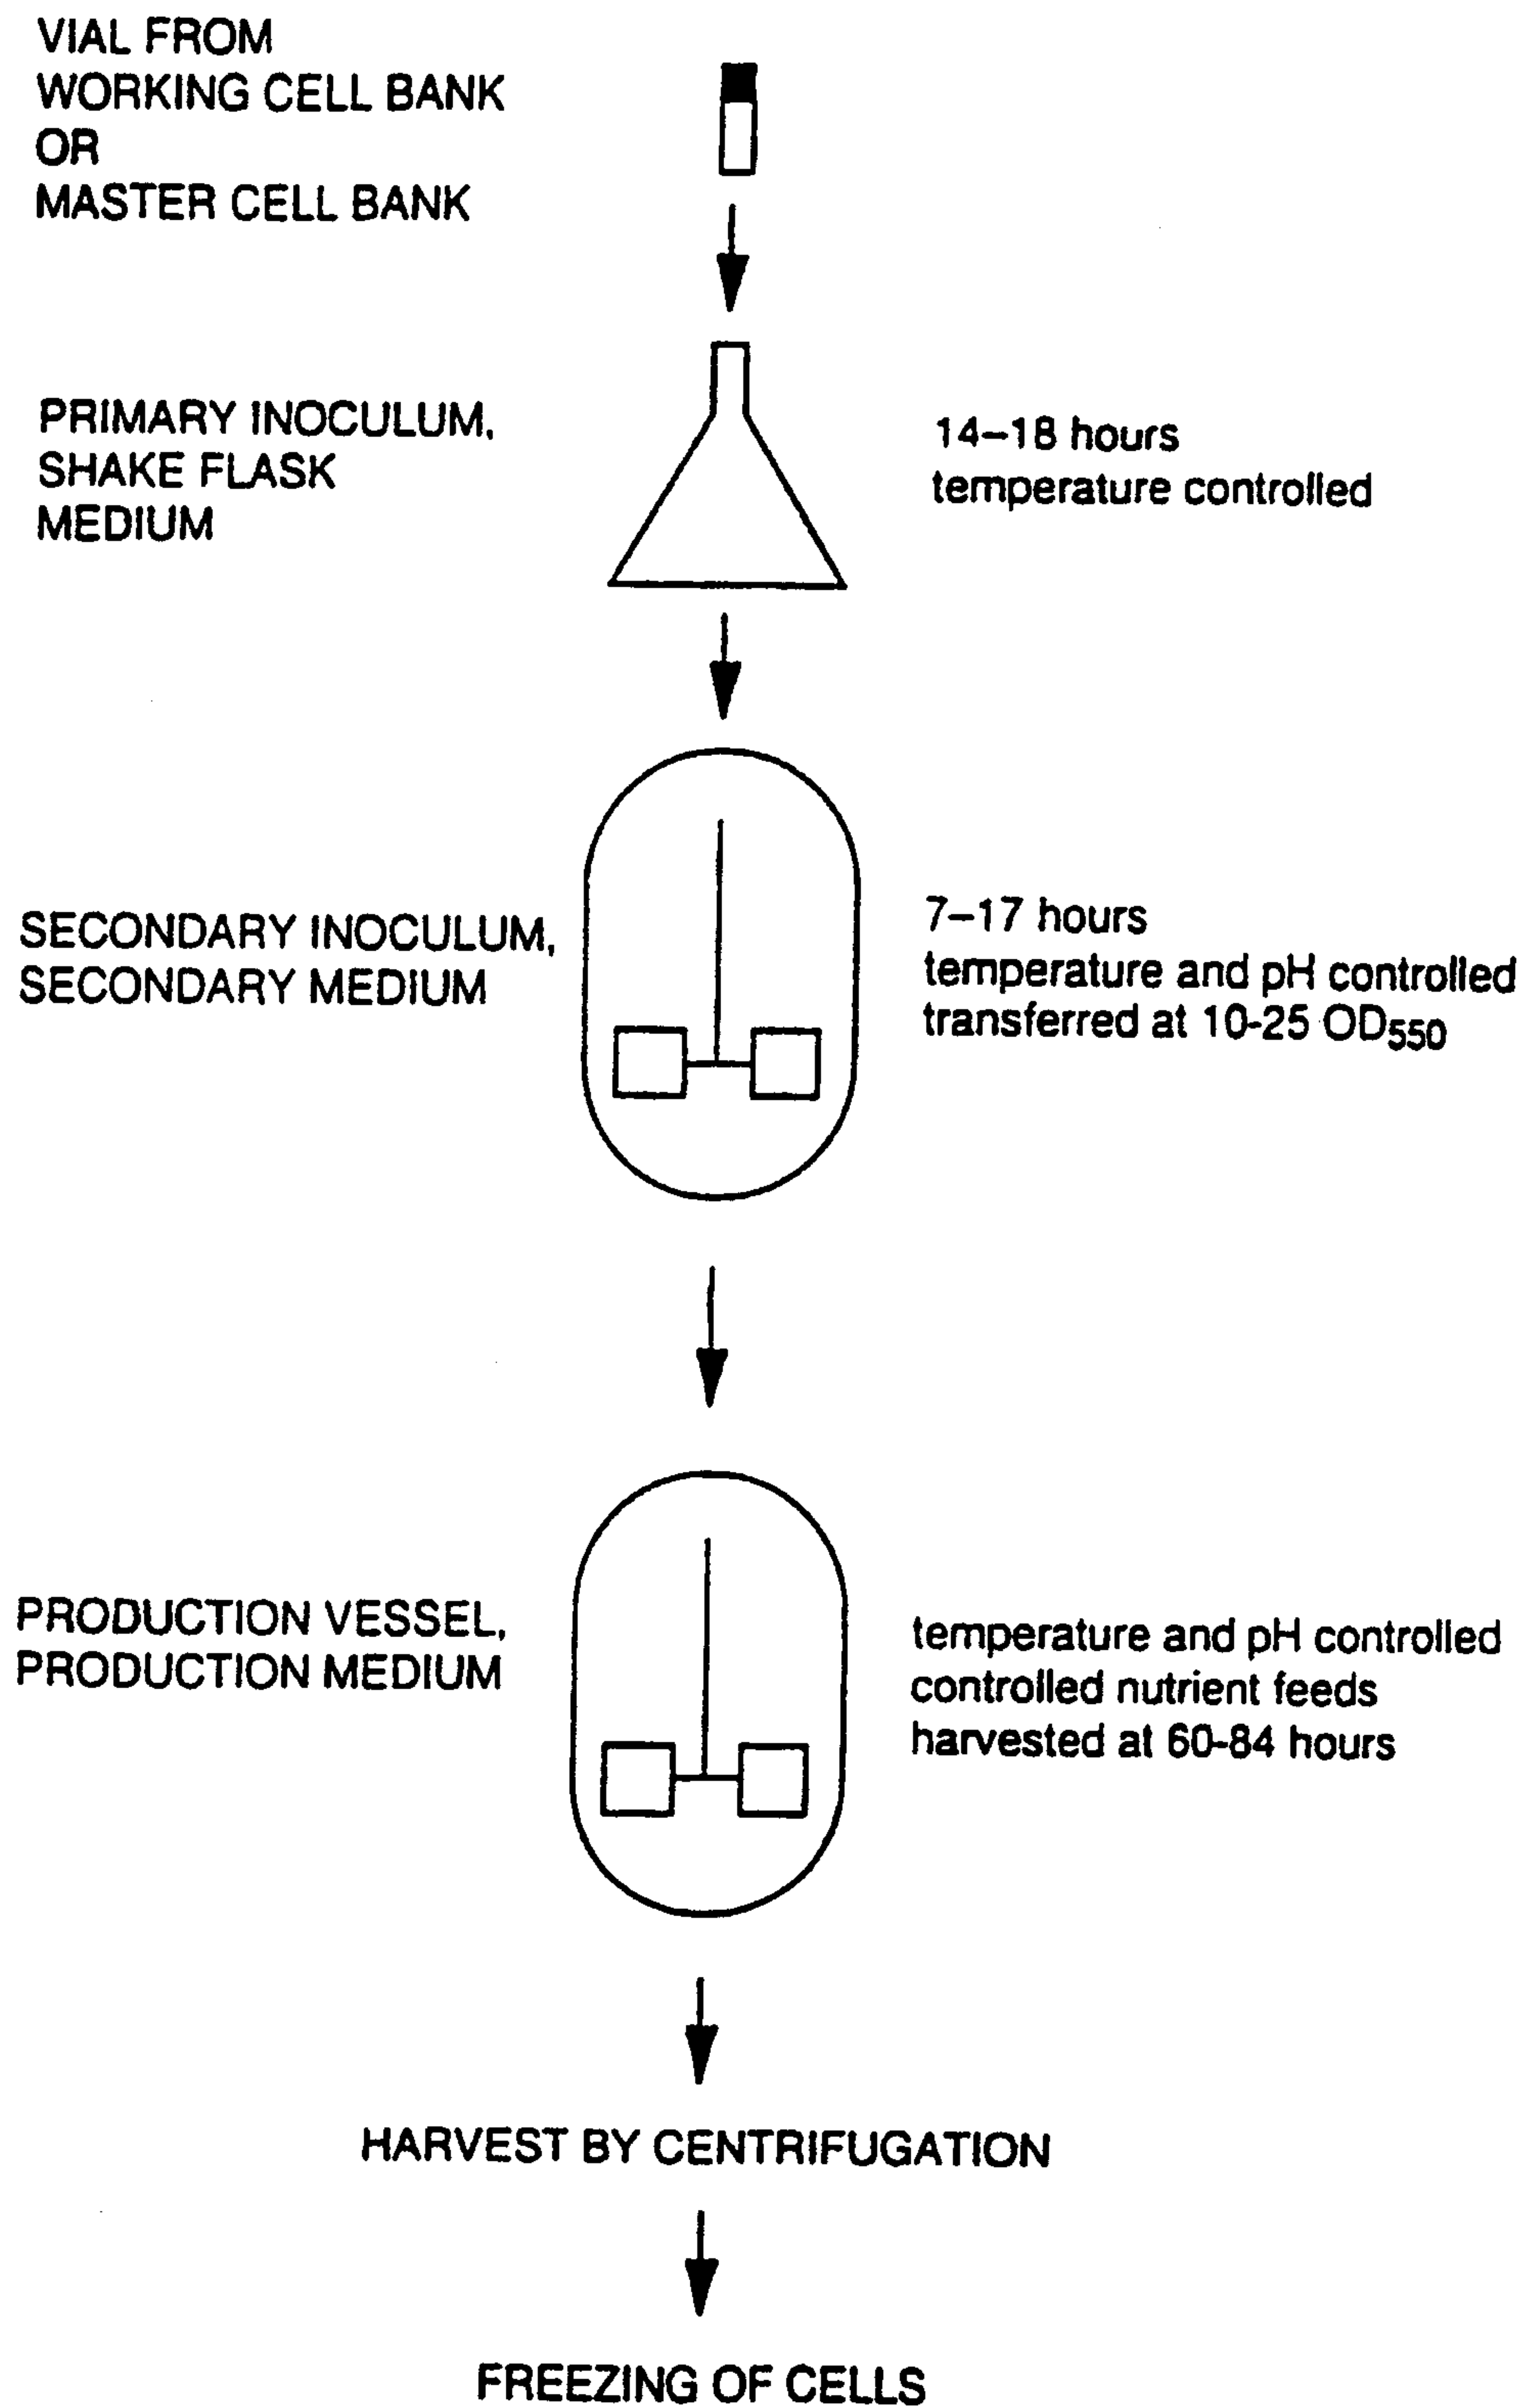 VIAL FROM
WORKING CELL BANK
OR
MASTER CELL BANK
PRIMARY INOCULUM,
SHAKE FLASK
MEDIUM
14–18 hours
temperature controlled
SECONDARY INOCULUM,
SECONDARY MEDIUM
7–17 hours
temperature and pH controlled
transferred at 10-25 OD550
PRODUCTION VESSEL,
PRODUCTION MEDIUM
temperature and pH controlled
controlled nutrient feeds
harvested at 60-84 hours
HARVEST BY CENTRIFUGATION
FREEZING OF CELLS